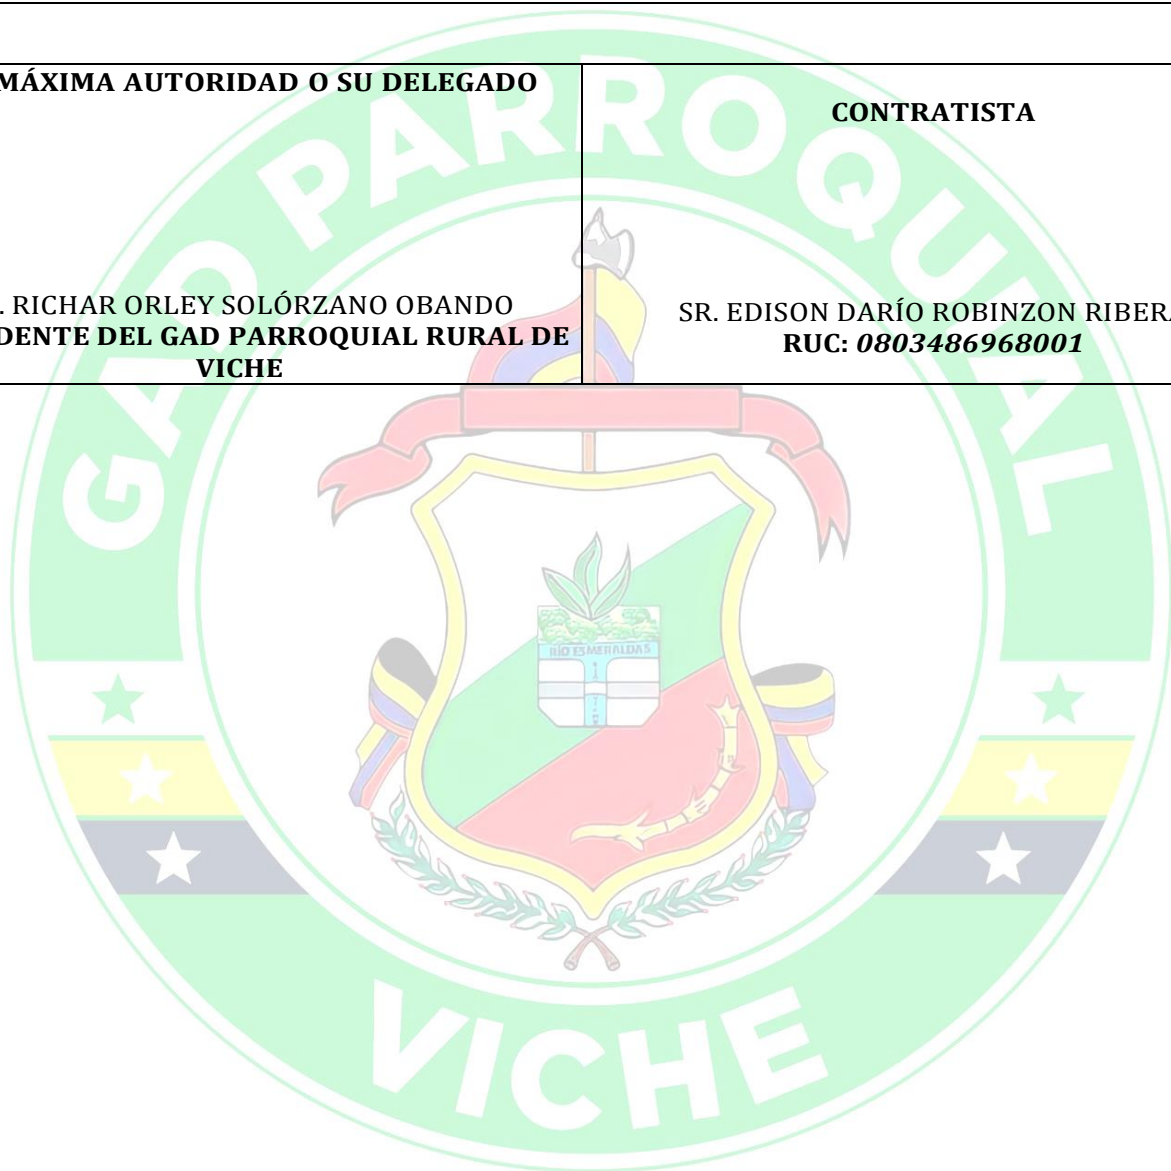 MÁXIMA AUTORIDAD O SU DELEGADO
CONTRATISTA
. RICHAR ORLEY SOLÓRZANO OBANDO
DENTE DEL GAD PARROQUIAL RURAL DE
VICHE
SR. EDISON DARÍO ROBINZON RIBERA
RUC: 0803486968001
GAD PARROQUIAL
RÍO ESMERALDAS
VICHE